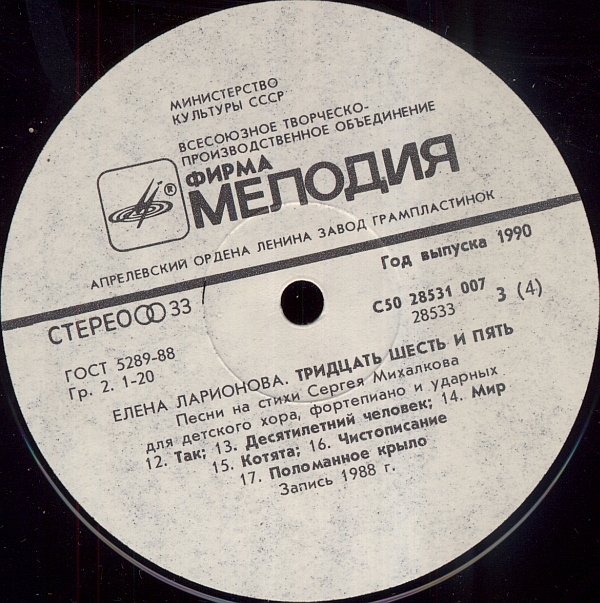 МИНИСТЕРСТВО
КУЛЬТУРЫ СССР
ВСЕСОЮЗНОЕ ТВОРЧЕСКО-
ПРОИЗВОДСТВЕННОЕ ОБЪЕДИНЕНИЕ
ФИРМА
МЕЛОДИЯ
®
АПРЕЛЕВСКИЙ ОРДЕНА ЛЕНИНА ЗАВОД ГРАМПЛАСТИНОК
Год выпуска 1990
СТЕРЕО 33
С50 28531 007
28533
3 (4)
ГОСТ 5289-88
Гр. 2. 1-20
ЕЛЕНА ЛАРИОНОВА. ТРИДЦАТЬ ШЕСТЬ И ПЯТЬ
Песни на стихи Сергея Михалкова
для детского хора, фортепиано и ударных
12. Так; 13. Десятилетний человек; 14. Мир
15. Котята; 16. Чистописание
17. Поломанное крыло
Запись 1988 г.